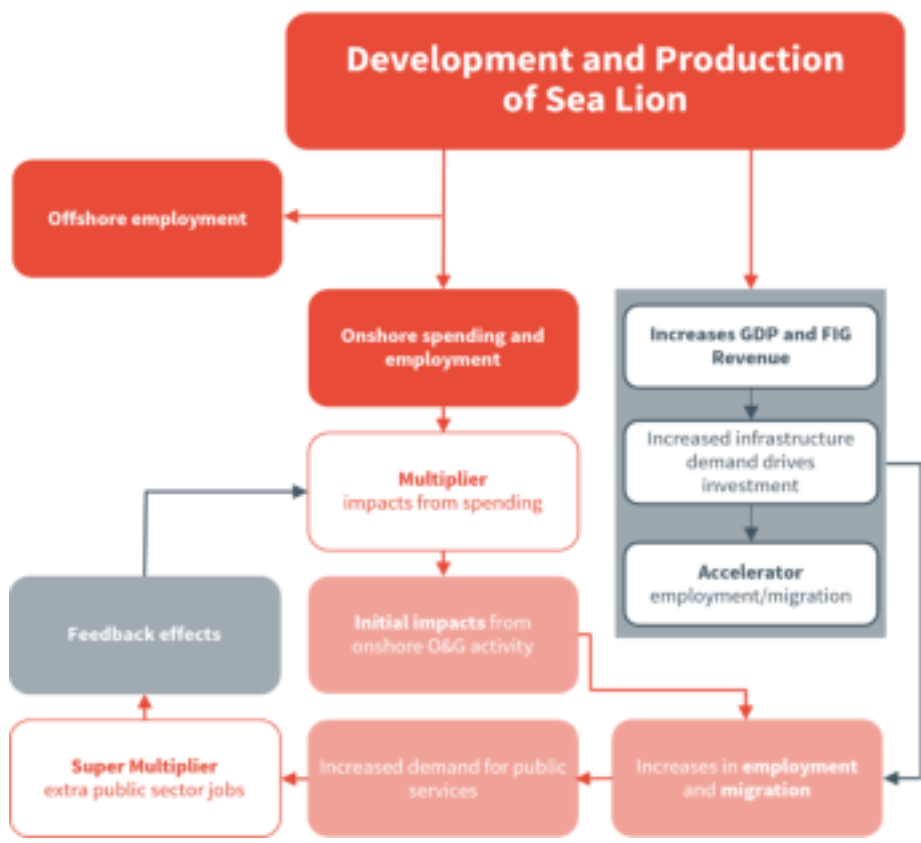 Development and Production
of Sea Lion
Offshore employment
Onshore spending and
employment
Increases GDP and FIG
Revenue
Increased infrastructure
demand drives
investment
Multiplier
impacts from spending
Accelerator
employment/migration
Feedback effects
Initial impacts from
onshore O&G activity
Super Multiplier
extra public sector jobs
Increased demand for public
services
Increases in employment
and migration